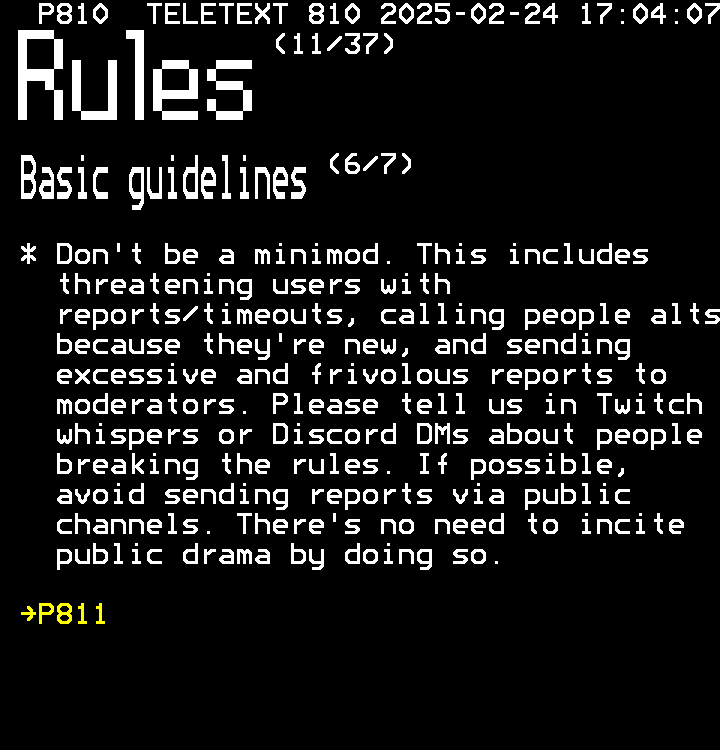 P810 TELETEXT 810 2025-02-24 17:04:07
Rules (11/37)
Basic guidelines (6/7)
* Don't be a minimod. This includes
threatening users with
reports/timeouts, calling people alts
because they're new, and sending
excessive and frivolous reports to
moderators. Please tell us in Twitch
whispers or Discord DMs about people
breaking the rules. If possible,
avoid sending reports via public
channels. There's no need to incite
public drama by doing so.
→P811